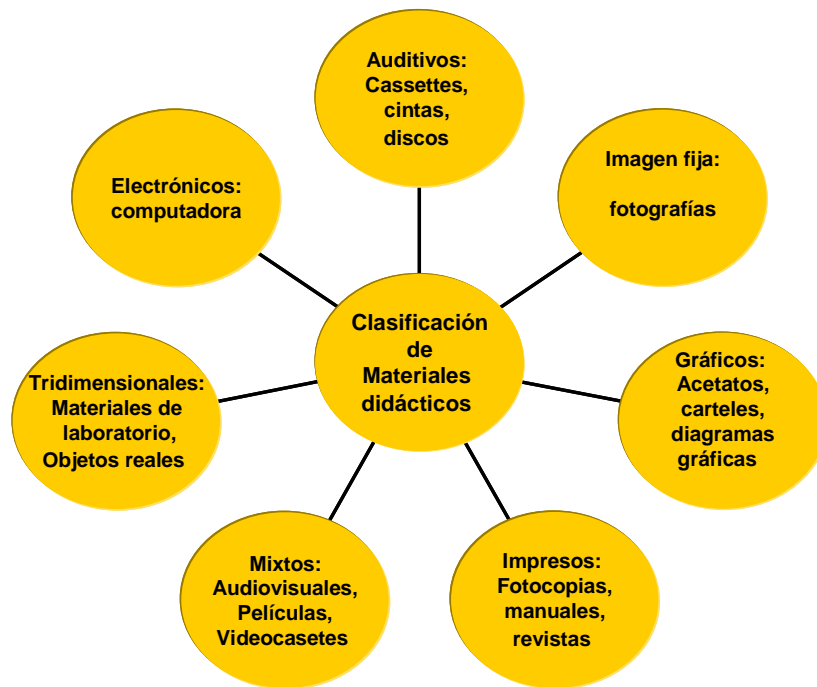 Auditivos:
Cassettes,
cintas,
discos
Imagen fija:
fotografías
Electrónicos:
computadora
Clasificación
de
Materiales
didácticos
Gráficos:
Acetatos,
carteles,
diagramas
gráficas
Tridimensionales:
Materiales de
laboratorio,
Objetos reales
Mixtos:
Audiovisuales,
Películas,
Videocasetes
Impresos:
Fotocopias,
manuales,
revistas